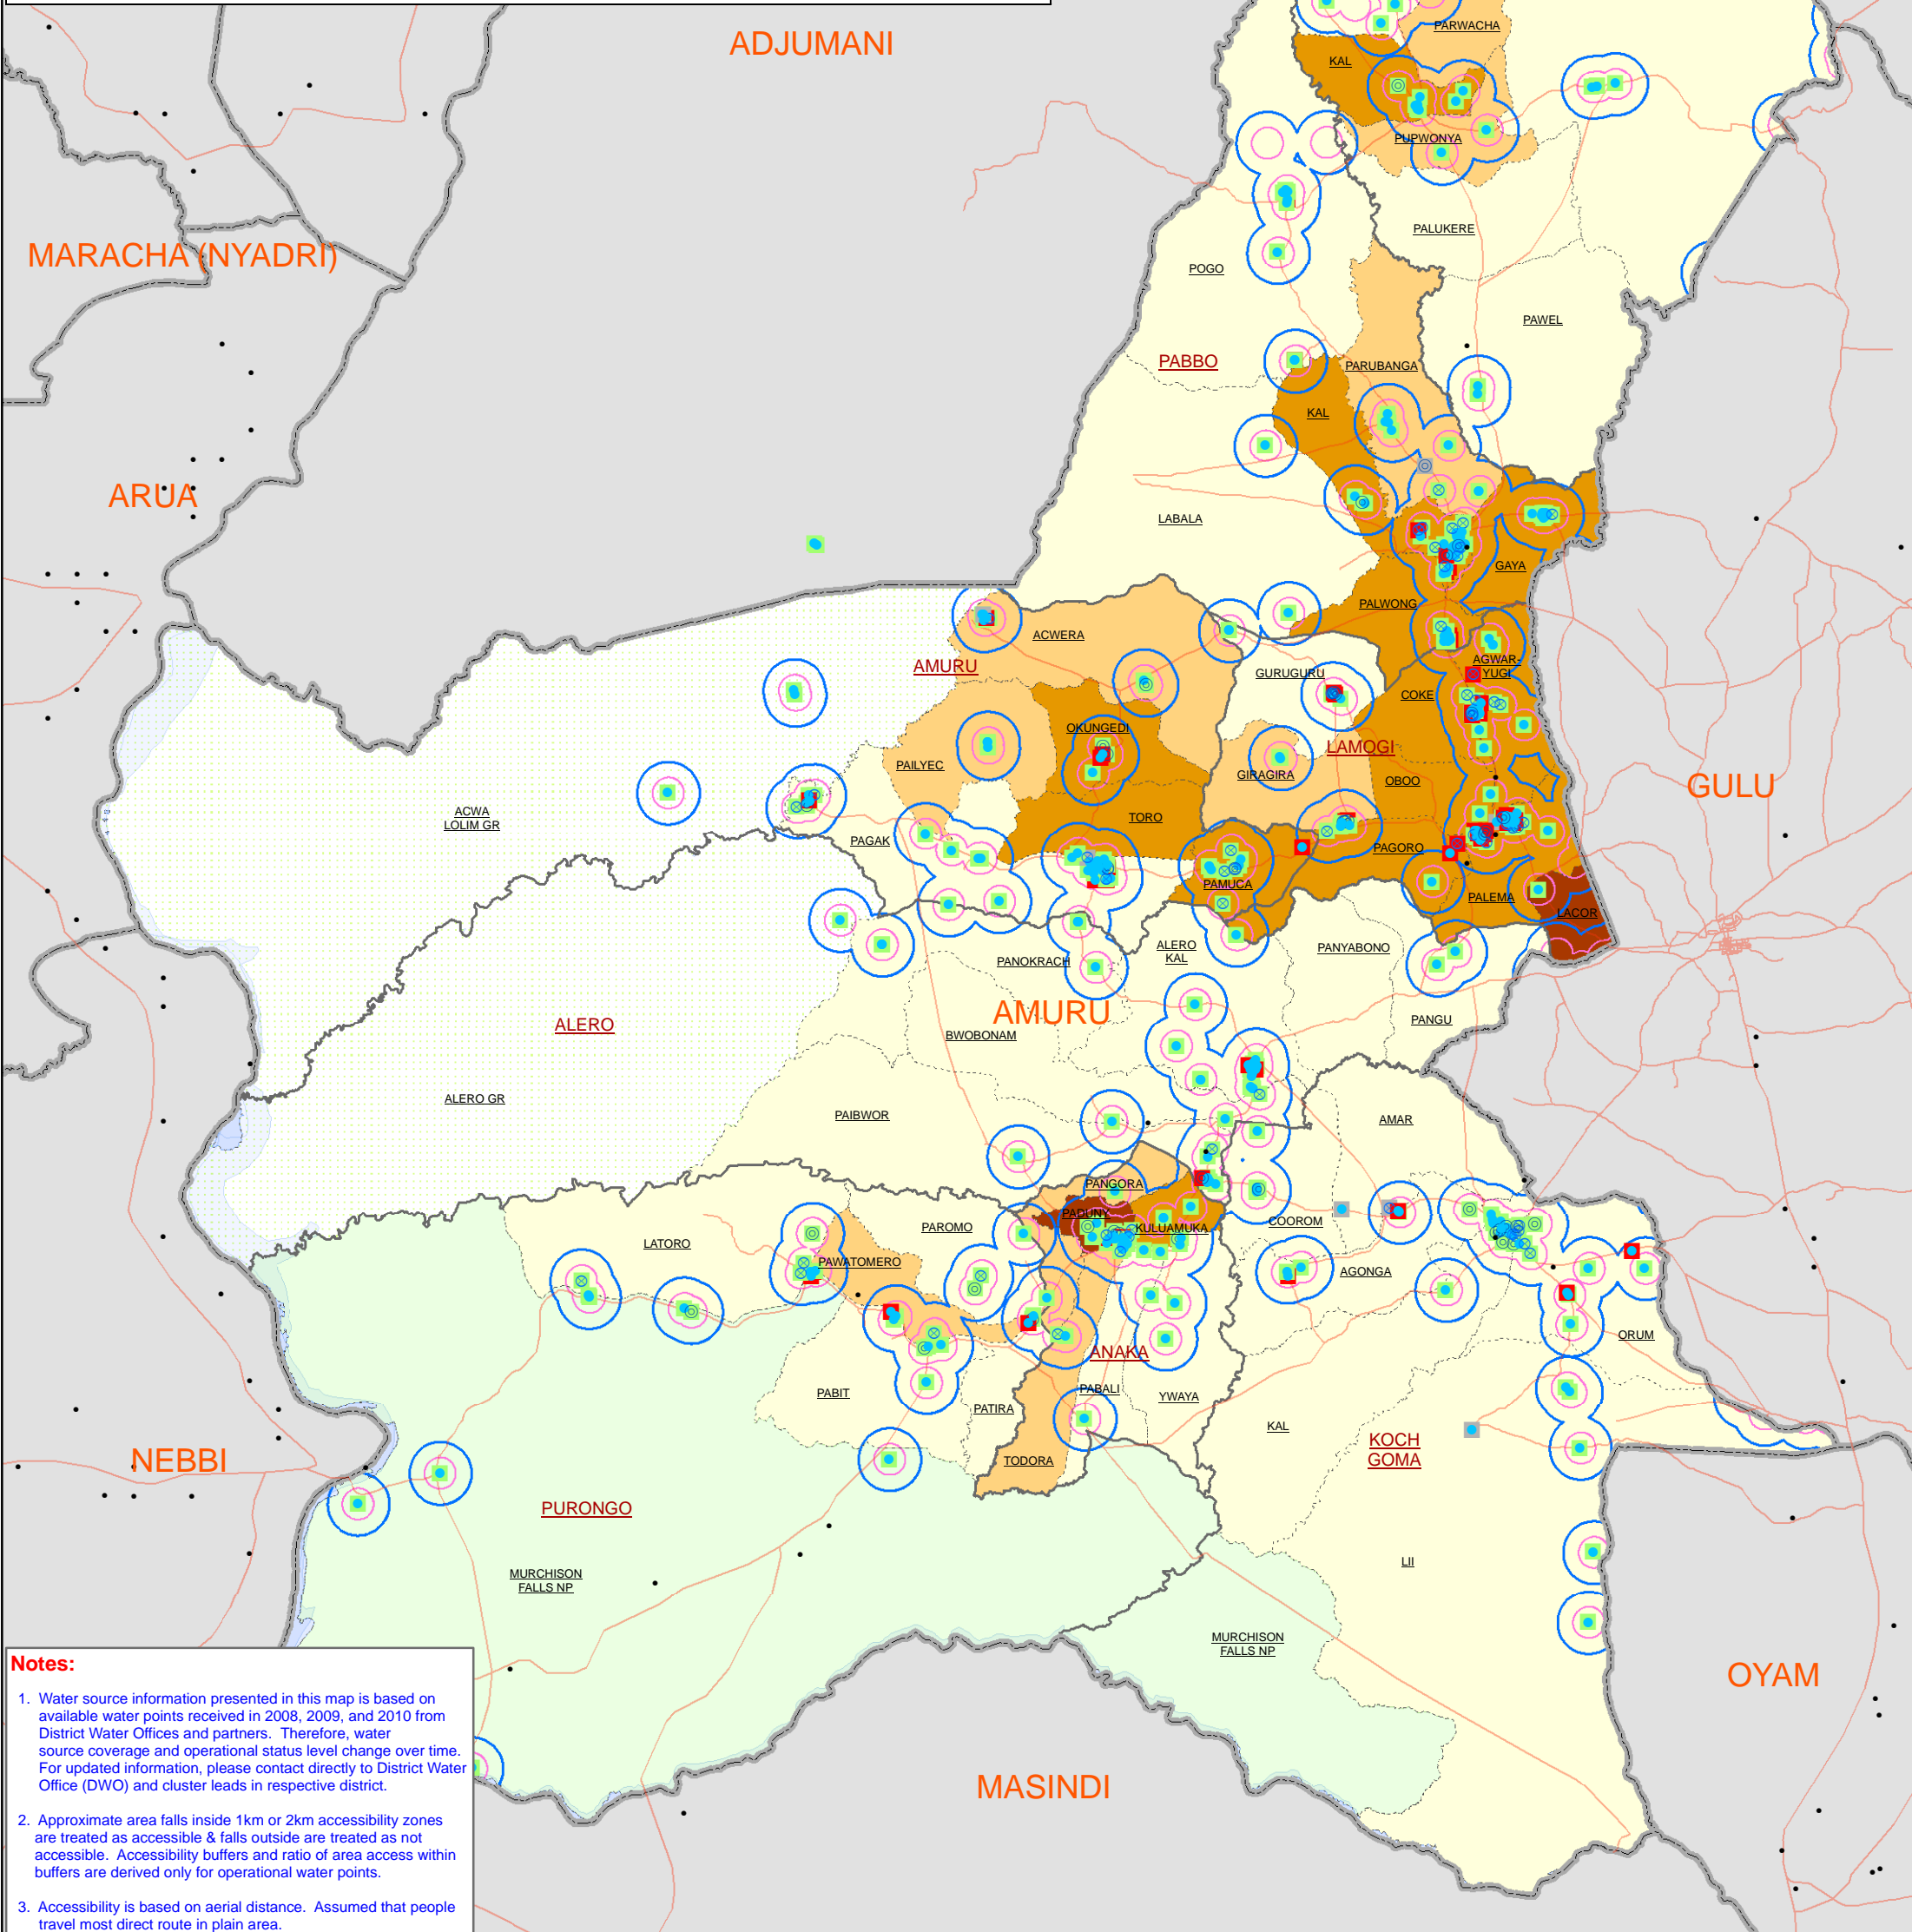 ADJUMANI
PARWACHA
KAL
PUPWONYA
PALUKERE
MARACHA (NYADRI)
POGO
PAWEL
PABBO
PARUBANGA
KAL
ARUA
LABALA
GAYA
PALWONG
ACWERA
AMURU
GURUGURU
AGWAR-
YUGI
COKE
OKUNGEDI
LAMOGI
PAILYEC
GIRAGIRA
OBOO
GULU
ACWA
LOLIM GR
TORO
PAGAK
PAGORO
PAMUCA
PALEMA
LACOR
ALERO
KAL
PANYABONO
PANOKRACH
AMURU
ALERO
PANGU
BWOBONAM
ALERO GR
PAIBWOR
AMAR
PANGORA
PADUNY
PAROMO
KULUAMUKA
COOROM
LATORO
PAWATOMERO
AGONGA
ORUM
ANAKA
PABIT
PABALI
YWAYA
PATIRA
KAL
KOCH
GOMA
NEBBI
TODORA
PURONGO
LII
MURCHISON
FALLS NP
MURCHISON
FALLS NP
OYAM
MASINDI
Notes:
1. Water source information presented in this map is based on
available water points received in 2008, 2009, and 2010 from
District Water Offices and partners. Therefore, water
source coverage and operational status level change over time.
For updated information, please contact directly to District Water
Office (DWO) and cluster leads in respective district.
2. Approximate area falls inside 1km or 2km accessibility zones
are treated as accessible & falls outside are treated as not
accessible. Accessibility buffers and ratio of area access within
buffers are derived only for operational water points.
3. Accessibility is based on aerial distance. Assumed that people
travel most direct route in plain area.